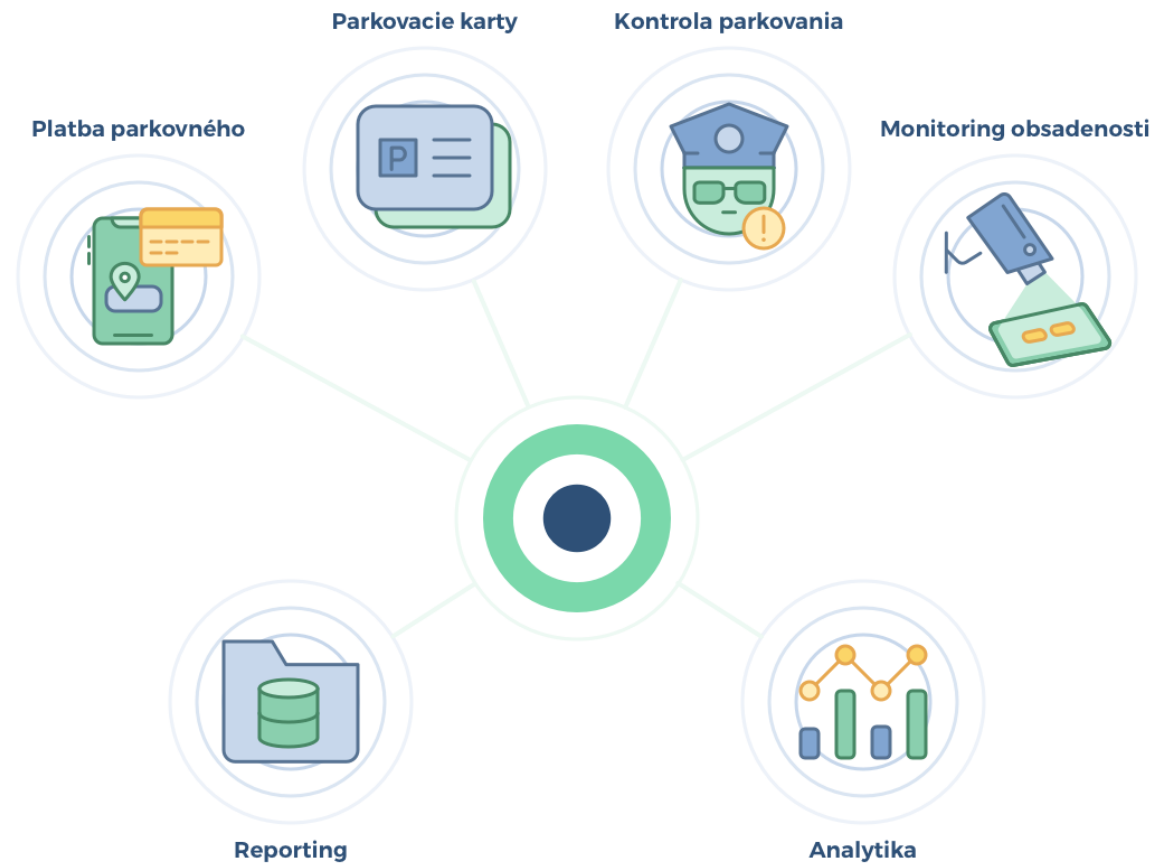 Parkovacie karty
Kontrola parkovania
Platba parkovného
Monitoring obsadenosti
P
Reporting
Analytika